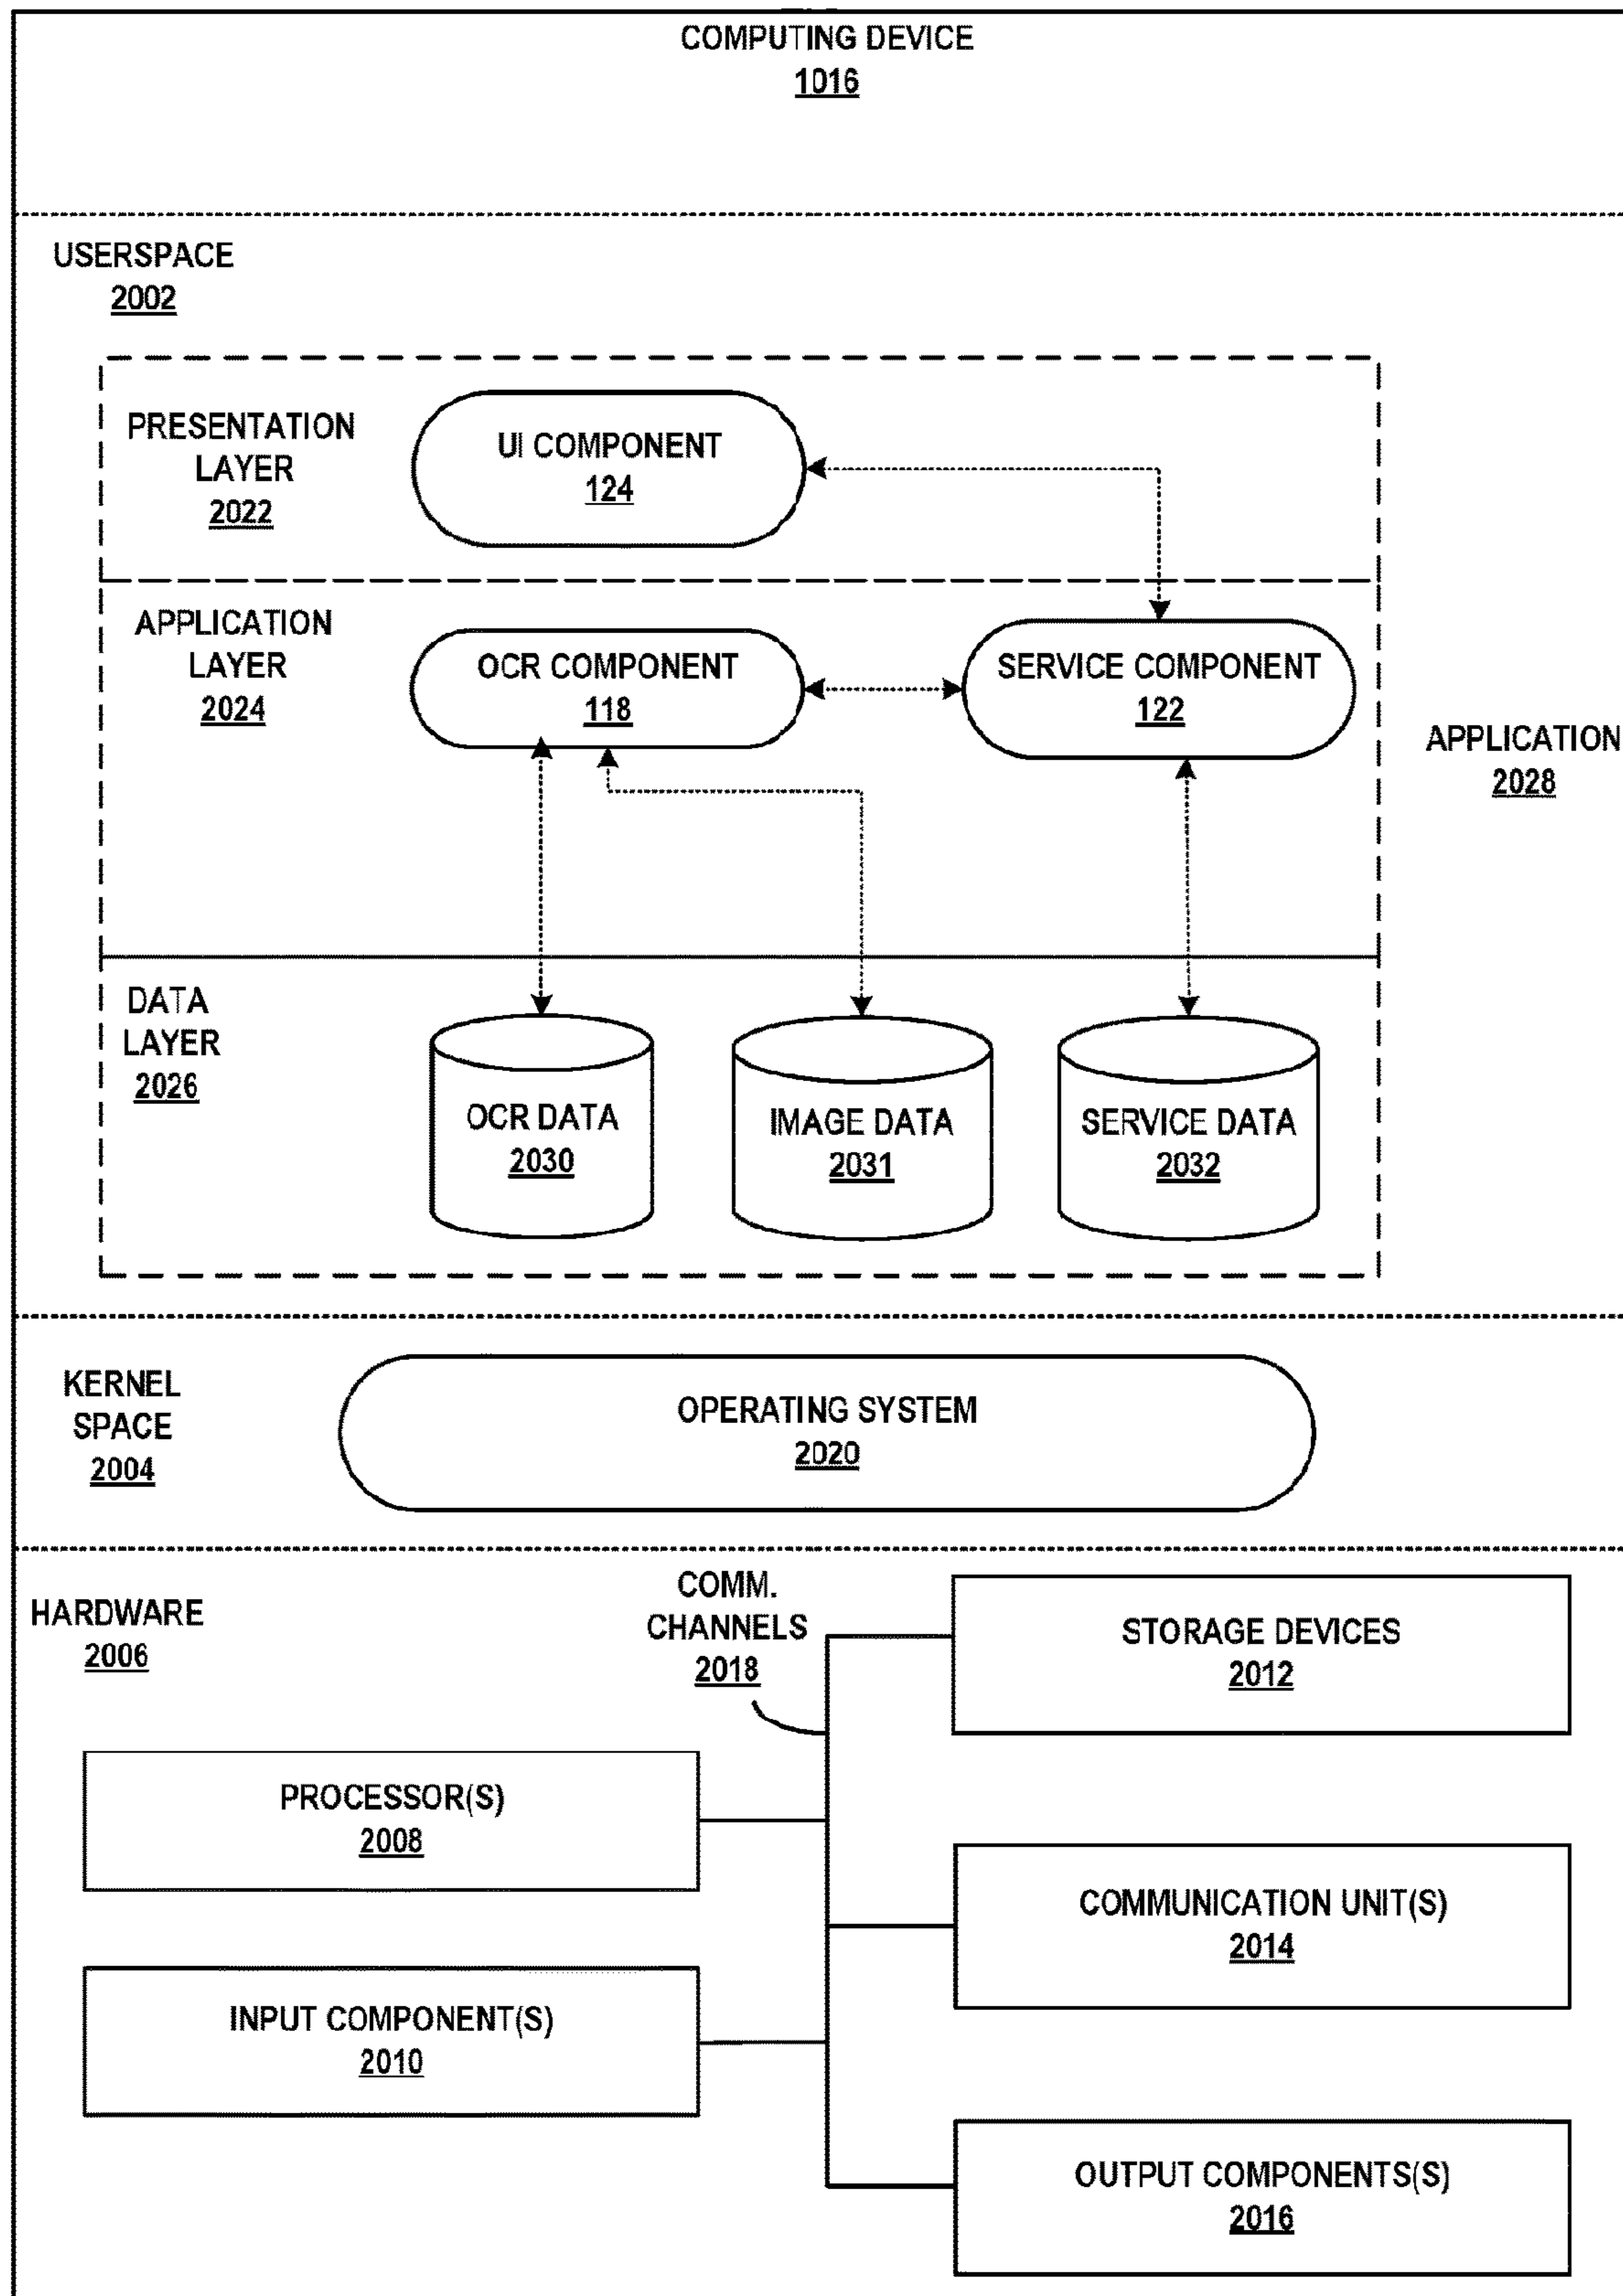 COMPUTING DEVICE
1016
USERSPACE
2002
PRESENTATION
LAYER
2022
UI COMPONENT
124
APPLICATION
LAYER
2024
OCR COMPONENT
118
SERVICE COMPONENT
122
APPLICATION
2028
DATA
LAYER
2026
OCR DATA
2030
IMAGE DATA
2031
SERVICE DATA
2032
KERNEL
SPACE
2004
OPERATING SYSTEM
2020
HARDWARE
2006
COMM.
CHANNELS
2018
STORAGE DEVICES
2012
PROCESSOR(S)
2008
COMMUNICATION UNIT(S)
2014
INPUT COMPONENT(S)
2010
OUTPUT COMPONENTS(S)
2016